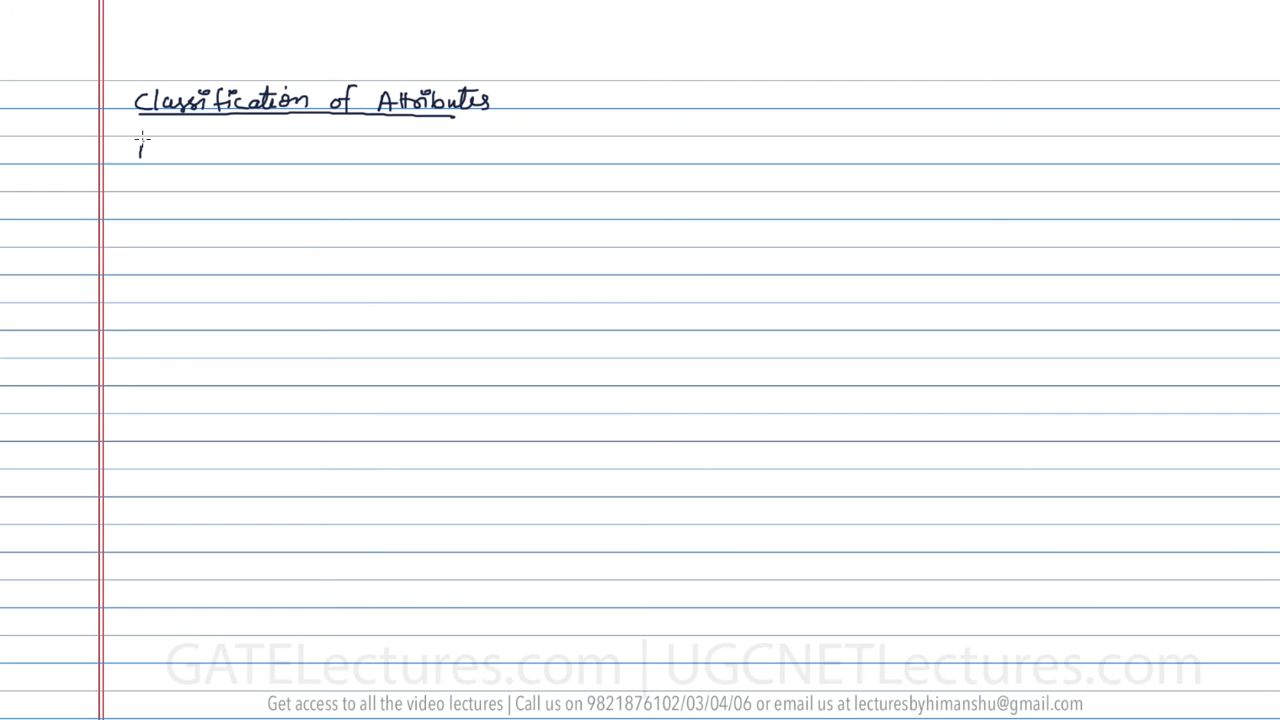 Classification of Attributes
GATELectures.com | UGCNETLectures.com
Get access to all the video lectures | Call us on 9821876102/03/04/06 or email us at lecturesbyhimanshu@gmail.com